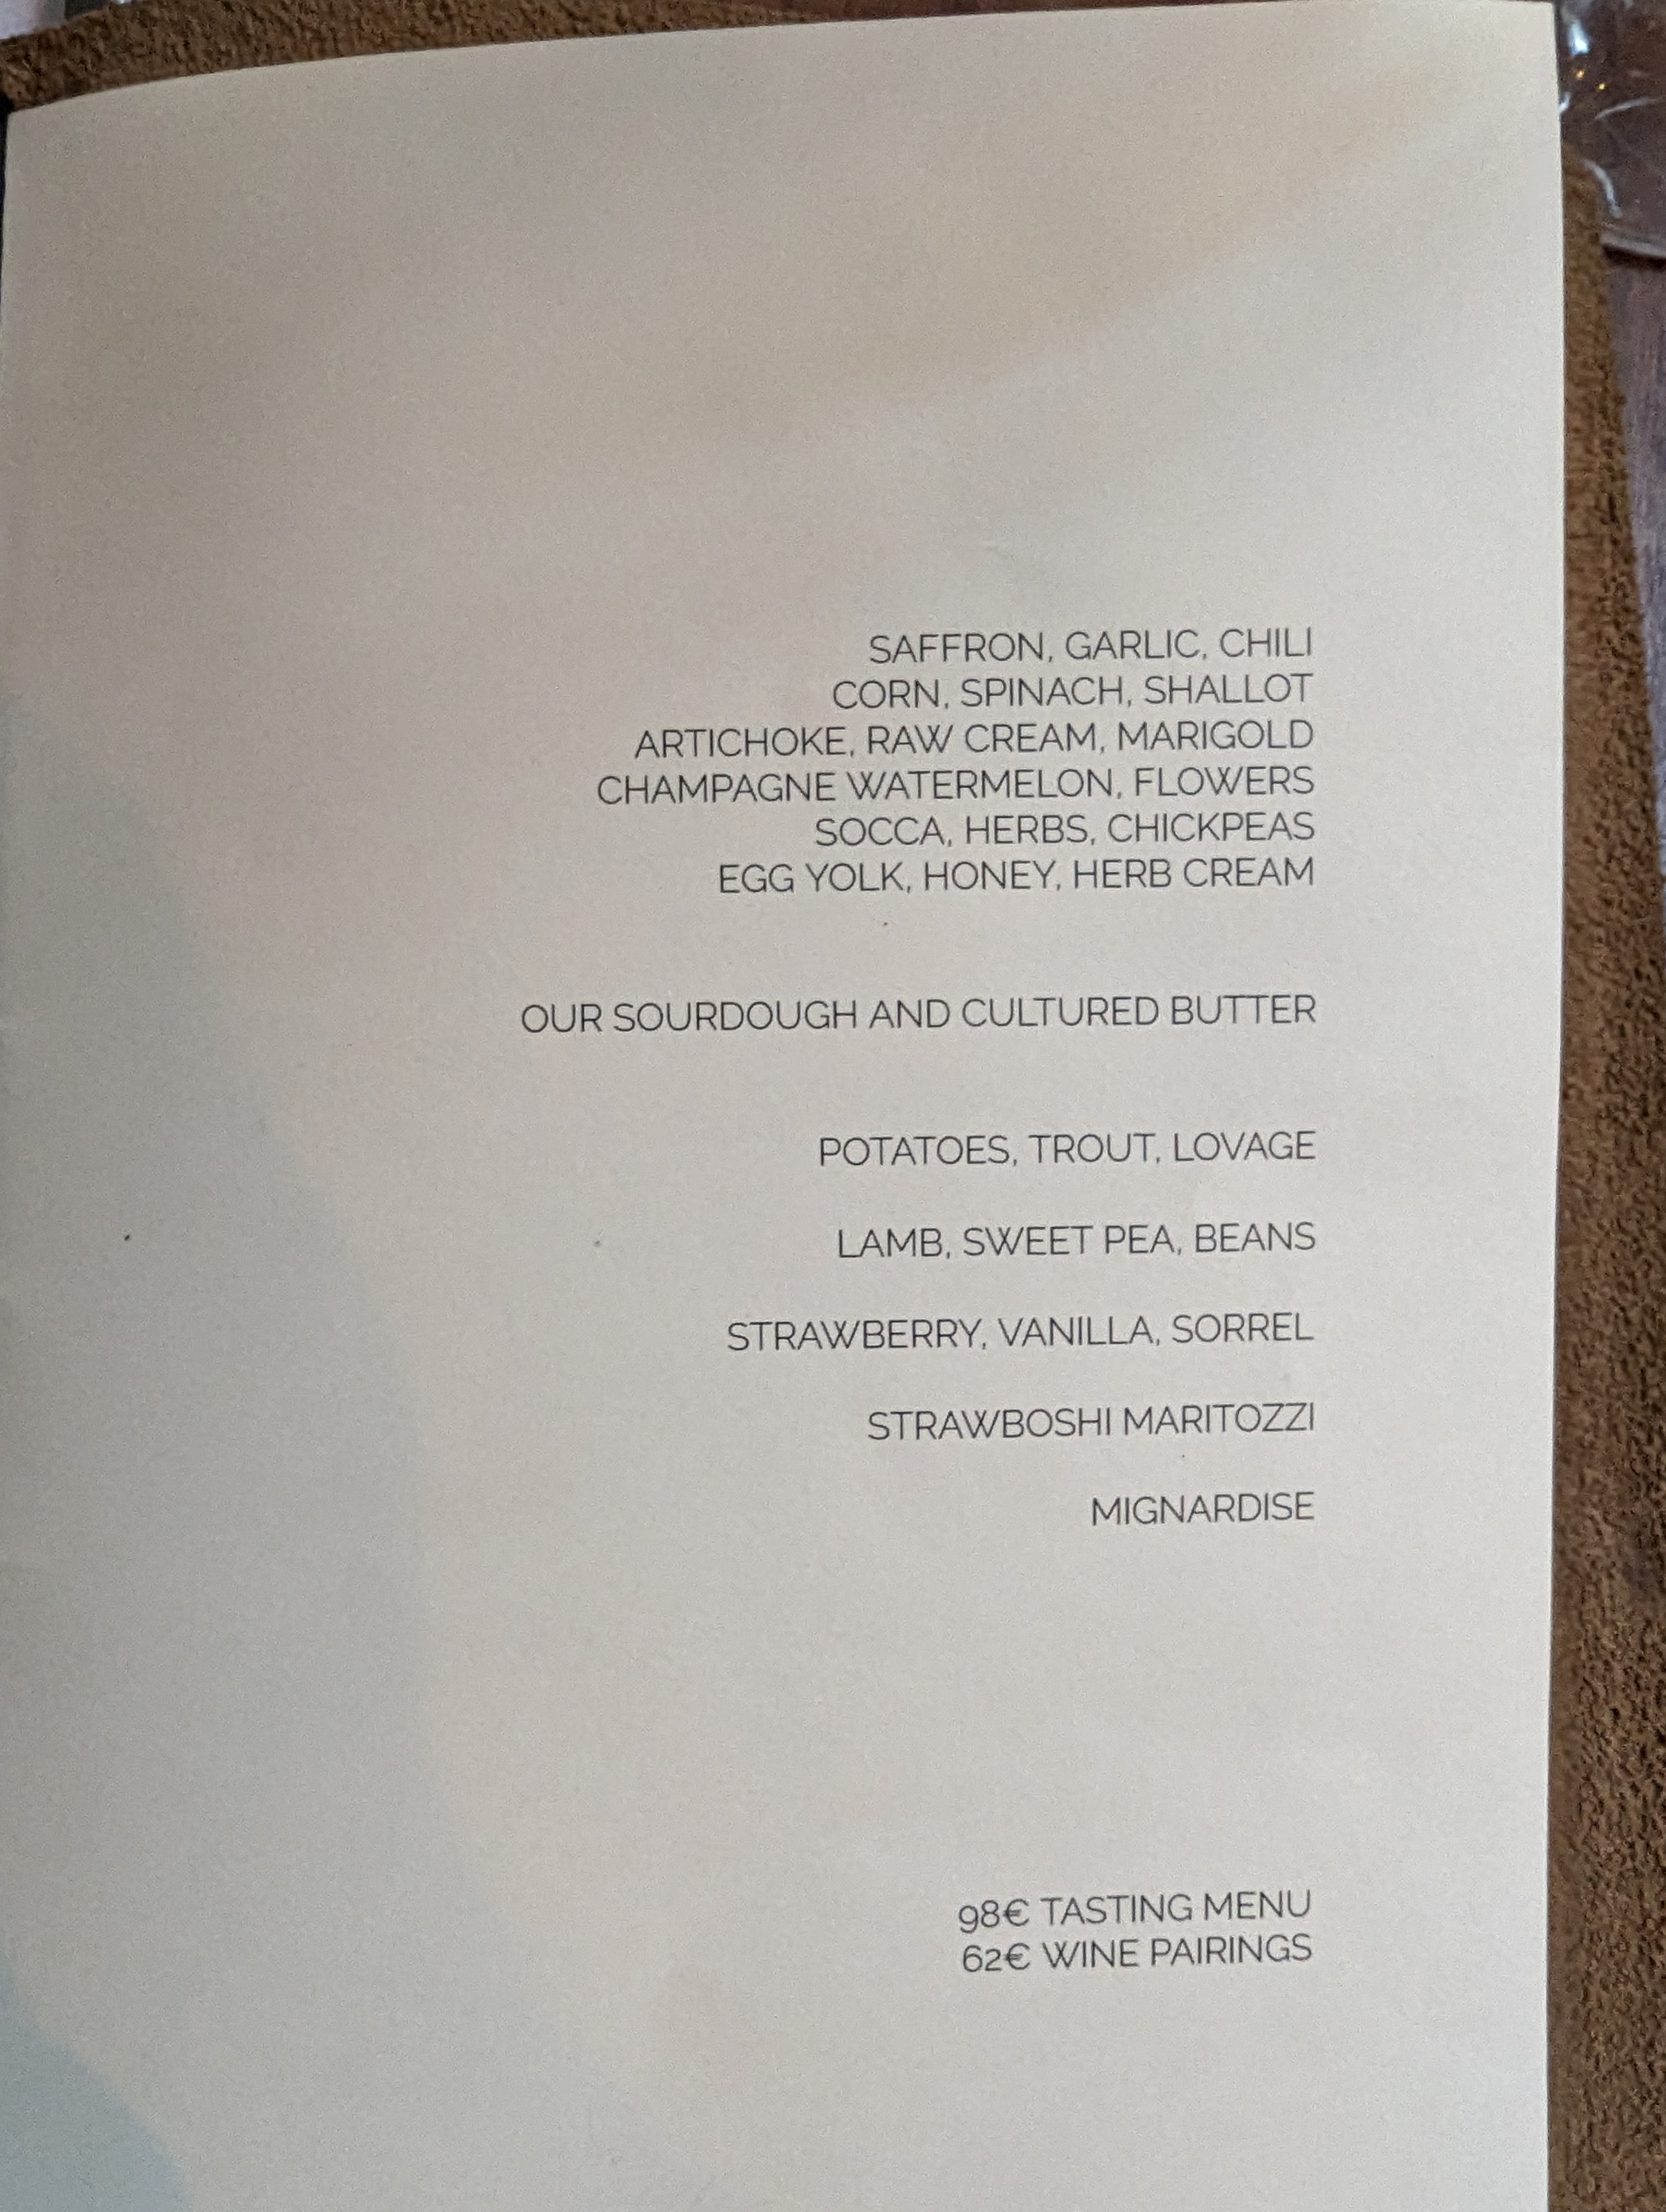 SAFFRON, GARLIC, CHILI
CORN, SPINACH, SHALLOT
ARTICHOKE, RAW CREAM, MARIGOLD
CHAMPAGNE WATERMELON, FLOWERS
SOCCA, HERBS, CHICKPEAS
EGG YOLK, HONEY, HERB CREAM
OUR SOURDOUGH AND CULTURED BUTTER
POTATOES, TROUT, LOVAGE
LAMB, SWEET PEA, BEANS
STRAWBERRY, VANILLA, SORREL
STRAWBOSHI MARITOZZI
MIGNARDISE
98€ TASTING MENU
62€ WINE PAIRINGS